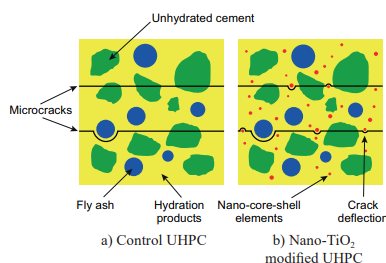 Unhydrated cement
Microcracks
Fly ash
Hydration
products
Nano-core-shell
elements
Crack
deflection
a) Control UHPC
b) Nano-TiO₂
modified UHPC